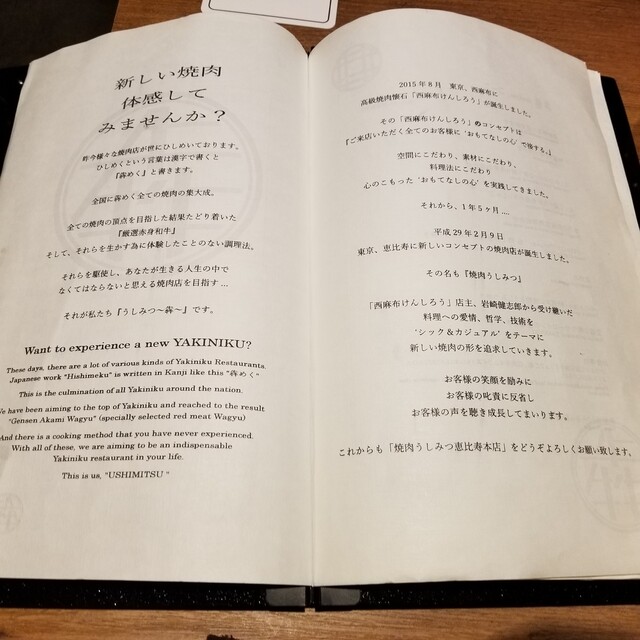 新しい焼肉
体感して
みませんか？
昨今様々な焼肉店が世にひしめいております。
ひしめくという言葉は漢字で書くと
『犇めく』と書きます。
全国に犇めく全ての焼肉の集大成。
全ての焼肉の頂点を目指した結果たどり着いた
『厳選赤身和牛』
そして、それらを生かす為に体験したことのない調理法。
それらを駆使し、あなたが生きる人生の中で
なくてはならないと思える焼肉店を目指す…
それが私たち『うしみつ〜犇〜』です。
Want to experience a new YAKINIKU?
These days, there are a lot of various kinds of Yakiniku Restaurants.
Japanese work "Hishimeku" is written in Kanji like this "犇めく"
This is the culmination of all Yakiniku around the nation.
We have been aiming to the top of Yakiniku and reached to the result
"Gensen Akami Wagyu" (specially selected red meat Wagyu)
And there is a cooking method that you have never experienced.
With all of these, we are aiming to be an indispensable
Yakiniku restaurant in your life.
This is us, "USHIMITSU "
2015年8月　東京、西麻布に
高級焼肉懐石「西麻布けんしろう」が誕生しました。
その「西麻布けんしろう」のコンセプトは
『ご来店いただく全てのお客様に"おもてなしの心"で接する。』
空間にこだわり、素材にこだわり、
料理法にこだわり
心のこもった"おもてなしの心"を実践してきました。
それから、1年5ヶ月....
平成29年2月9日
東京、恵比寿に新しいコンセプトの焼肉店が誕生しました。
その名も『焼肉うしみつ』
「西麻布けんしろう」店主、岩崎健志郎から受け継いだ
料理への愛情、哲学、技術を
"シック＆カジュアル"をテーマに
新しい焼肉の形を追求していきます。
お客様の笑顔を励みに
お客様の叱責に反省し
お客様の声を聴き成長してまいります。
これからも「焼肉うしみつ恵比寿本店」をどうぞよろしくお願い致します。